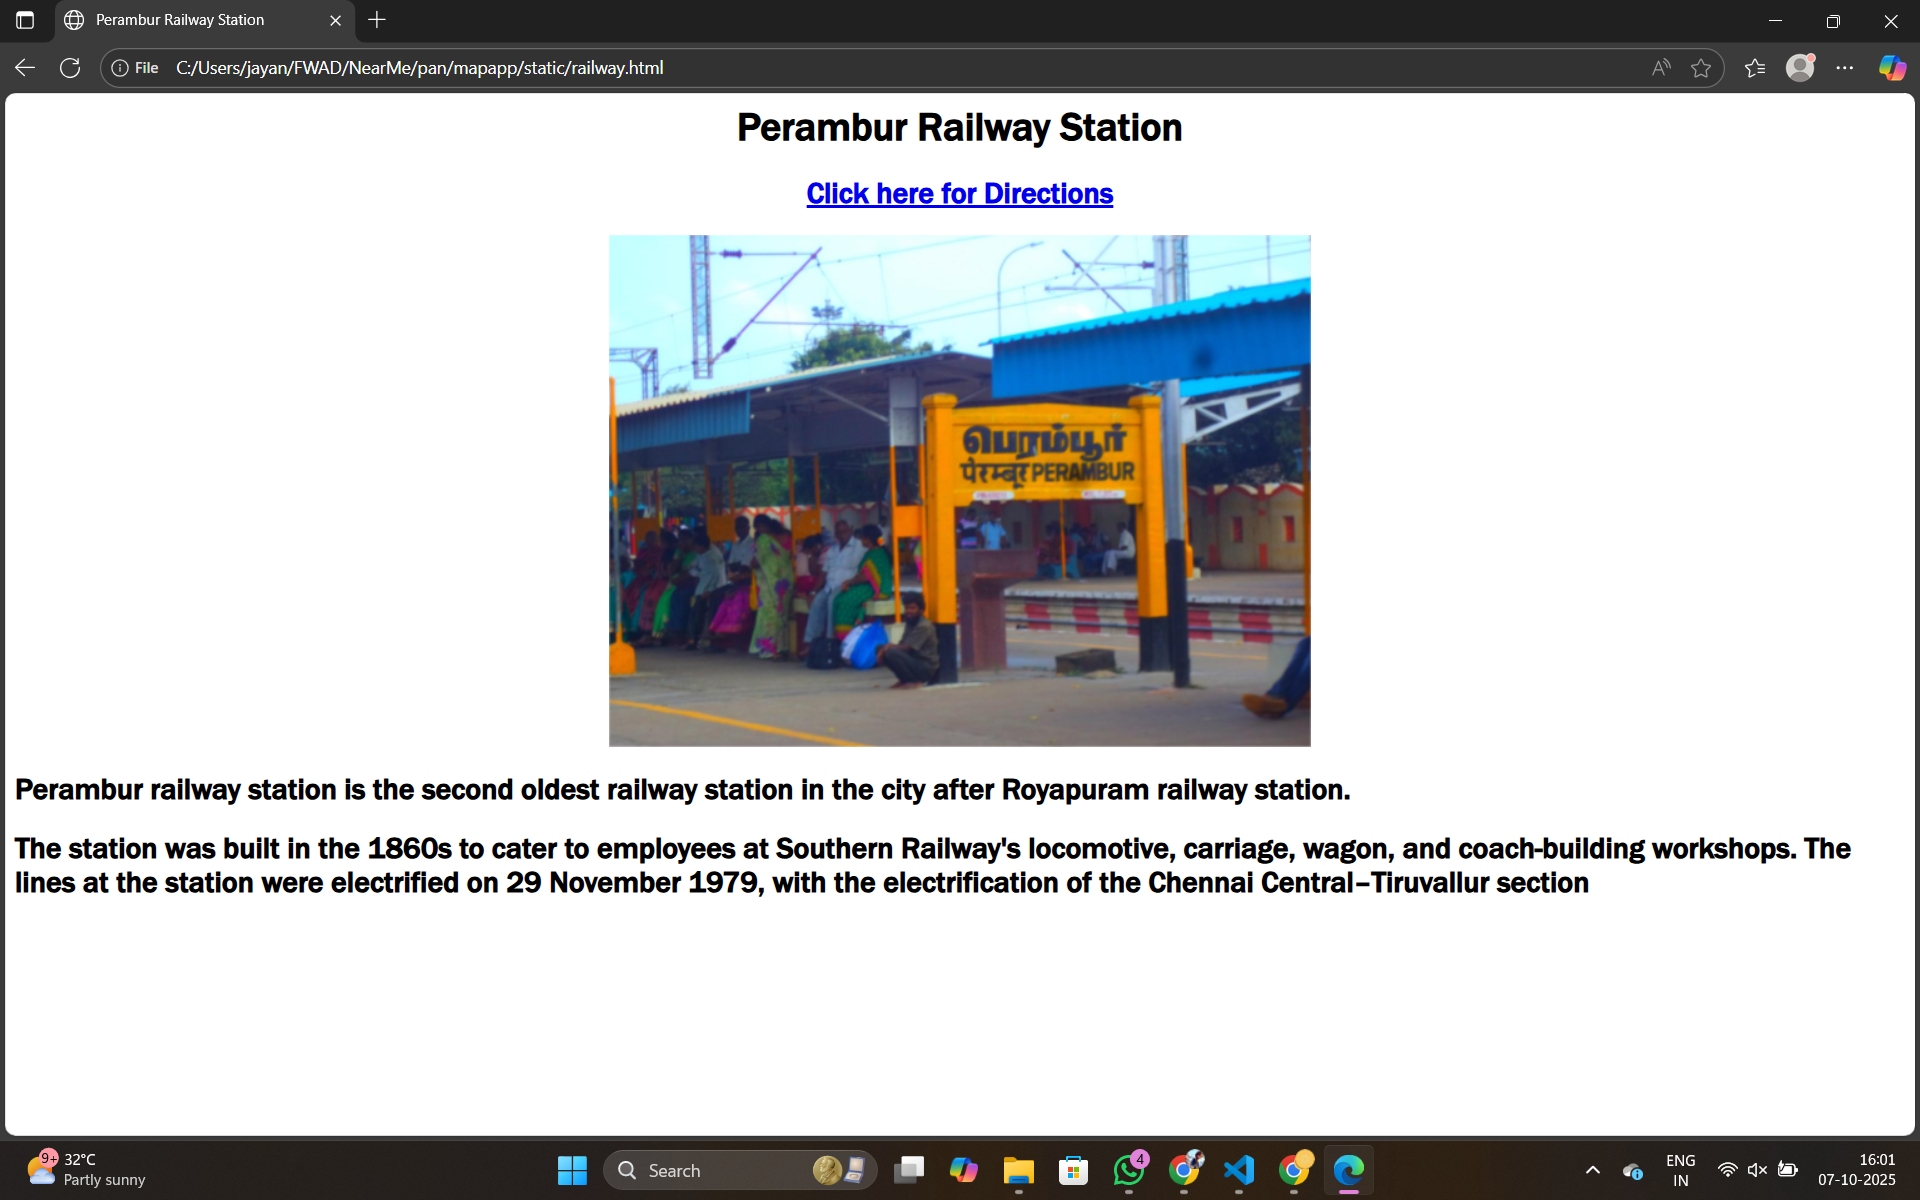 Perambur Railway Station
File
C:/Users/jayan/FWAD/NearMe/pan/mapapp/static/railway.html
Perambur Railway Station
Click here for Directions
பெரம்பூர்
पेरम्बूर PERAMBUR
Perambur railway station is the second oldest railway station in the city after Royapuram railway station.
The station was built in the 1860s to cater to employees at Southern Railway's locomotive, carriage, wagon, and coach-building workshops. The
lines at the station were electrified on 29 November 1979, with the electrification of the Chennai Central–Tiruvallur section
9+
32°C
Partly sunny
Search
4
ENG
IN
16:01
07-10-2025